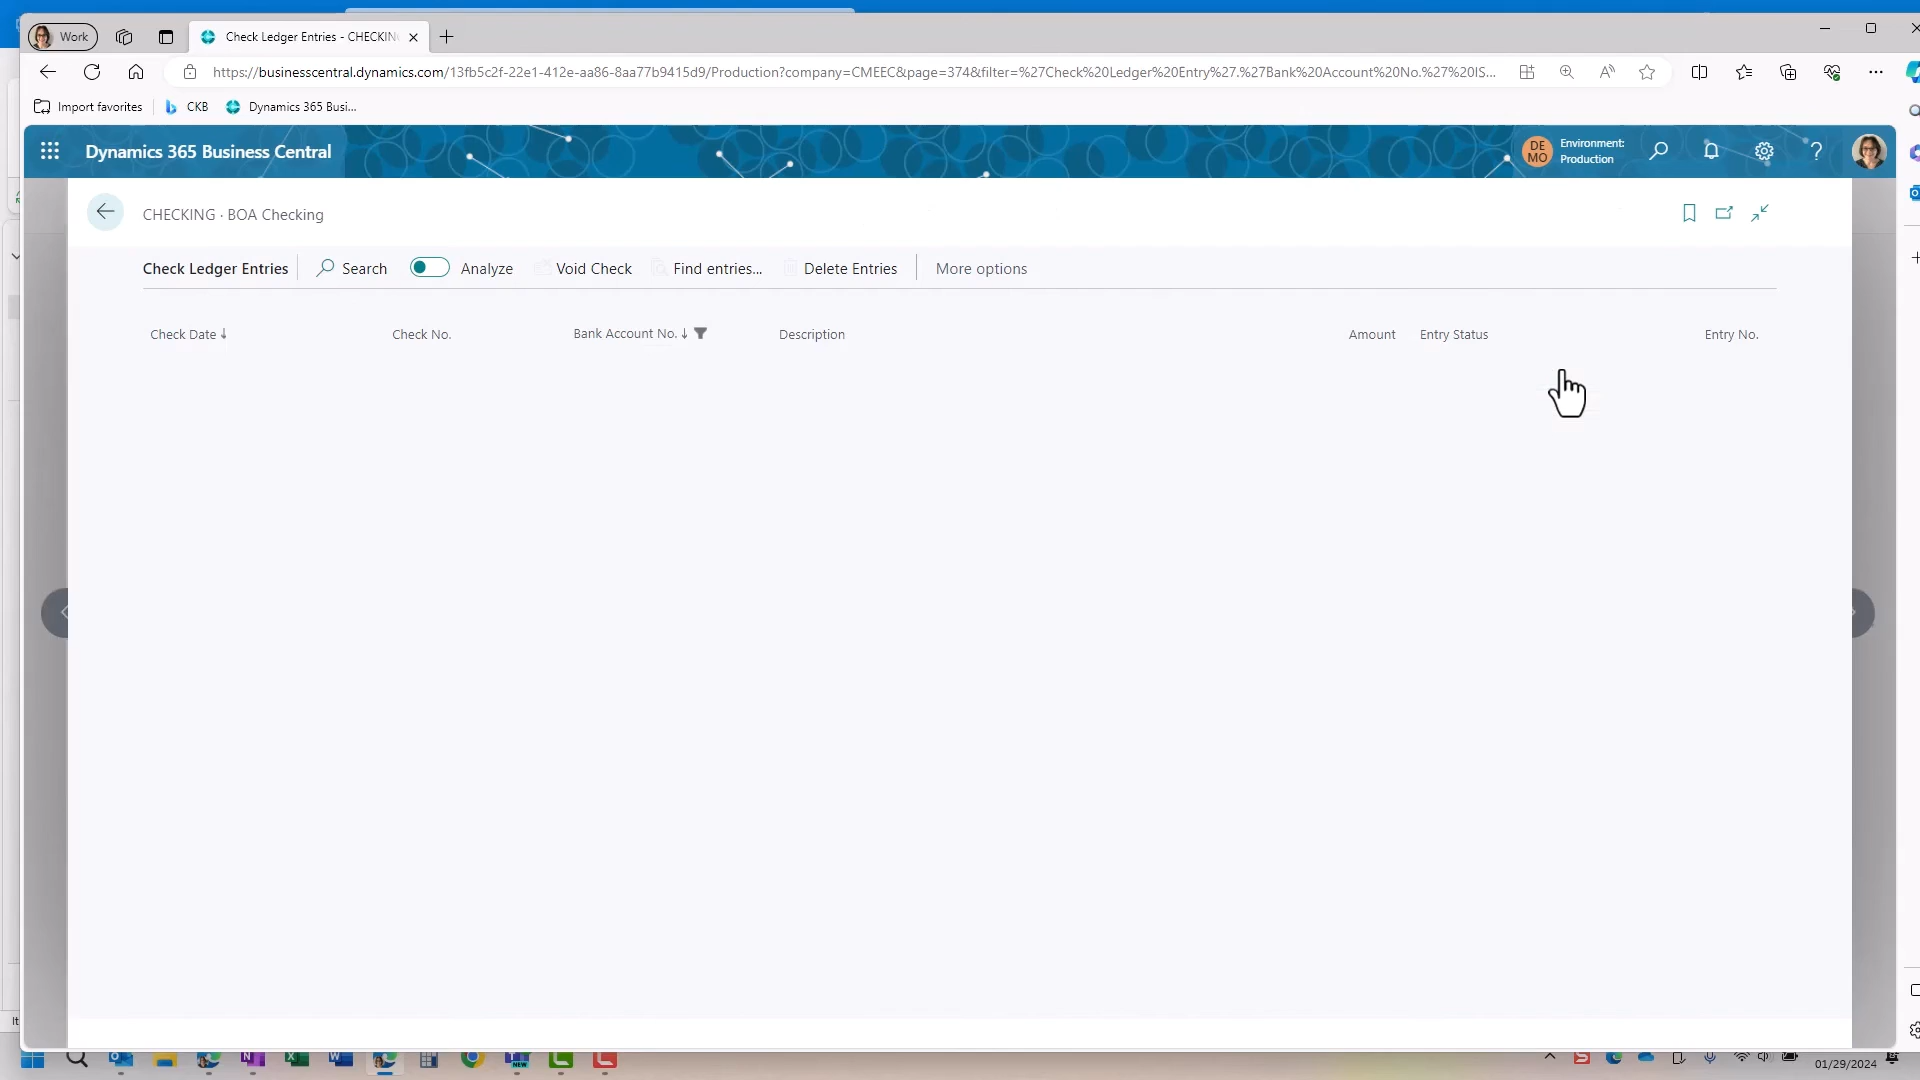 Work
Check Ledger Entries - CHECKIN
https://businesscentral.dynamics.com/13fb5c2f-22e1-412e-aa86-8aa77b9415d9/Production?company=CMEEC&page=374&filter=%27Check%20Ledger%20Entry%27.%27Bank%20Account%20No.%27%20IS...
Import favorites
CKB
Dynamics 365 Busi...
Dynamics 365 Business Central
DE
MO
Environment:
Production
CHECKING · BOA Checking
Check Ledger Entries
Search
Analyze
Void Check
Find entries...
Delete Entries
More options
Check Date ↓
Check No.
Bank Account No. ↓
Description
Amount
Entry Status
Entry No.
It
NEW
01/29/2024